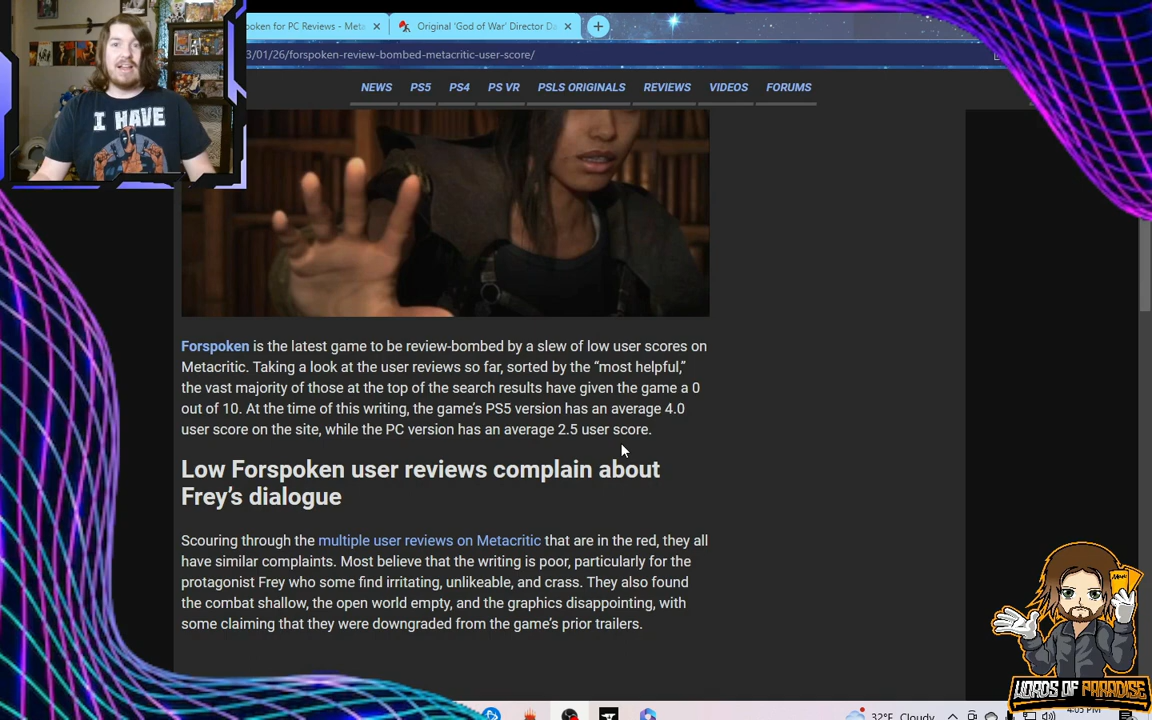 oken for PC Reviews - Meta
Original 'God of War' Director Da
3/01/26/forspoken-review-bombed-metacritic-user-score/
NEWS PS5 PS4 PS VR PSLS ORIGINALS REVIEWS VIDEOS FORUMS
I HAVE
Forspoken is the latest game to be review-bombed by a slew of low user scores on
Metacritic. Taking a look at the user reviews so far, sorted by the “most helpful,”
the vast majority of those at the top of the search results have given the game a 0
out of 10. At the time of this writing, the game’s PS5 version has an average 4.0
user score on the site, while the PC version has an average 2.5 user score.
Low Forspoken user reviews complain about
Frey’s dialogue
Scouring through the multiple user reviews on Metacritic that are in the red, they all
have similar complaints. Most believe that the writing is poor, particularly for the
protagonist Frey who some find irritating, unlikeable, and crass. They also found
the combat shallow, the open world empty, and the graphics disappointing, with
some claiming that they were downgraded from the game’s prior trailers.
WORDS OF PARADISE
32°F Cloudy
4:05 PM